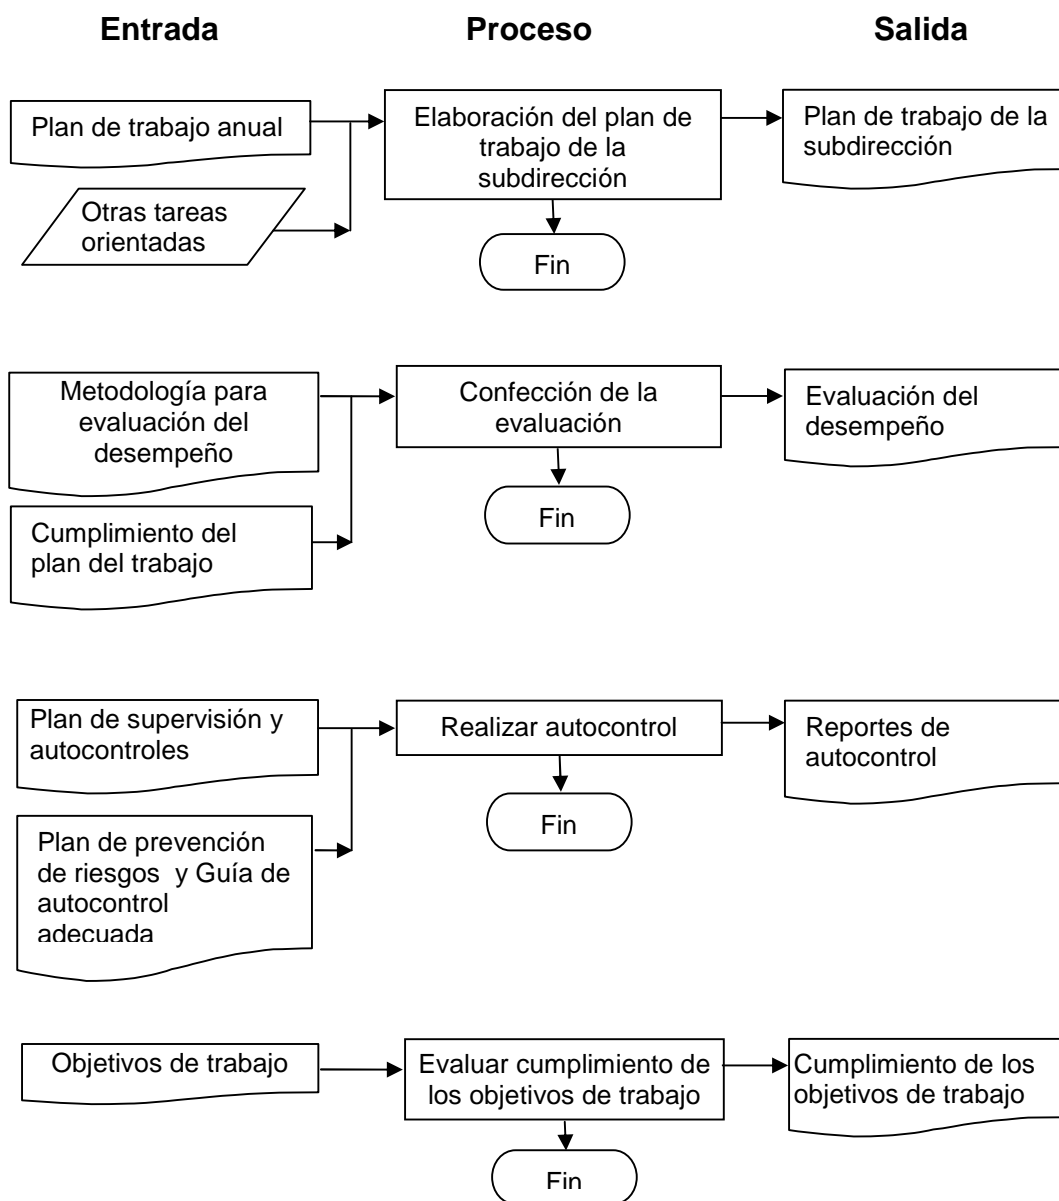 Entrada
Proceso
Salida
Plan de trabajo anual
Otras tareas
orientadas
Elaboración del plan de
trabajo de la
subdirección
Fin
Plan de trabajo de la
subdirección
Metodología para
evaluación del
desempeño
Cumplimiento del
plan del trabajo
Confección de la
evaluación
Fin
Evaluación del
desempeño
Plan de supervisión y
autocontroles
Plan de prevención
de riesgos y Guía de
autocontrol
adecuada
Realizar autocontrol
Fin
Reportes de
autocontrol
Objetivos de trabajo
Evaluar cumplimiento de
los objetivos de trabajo
Fin
Cumplimiento de los
objetivos de trabajo